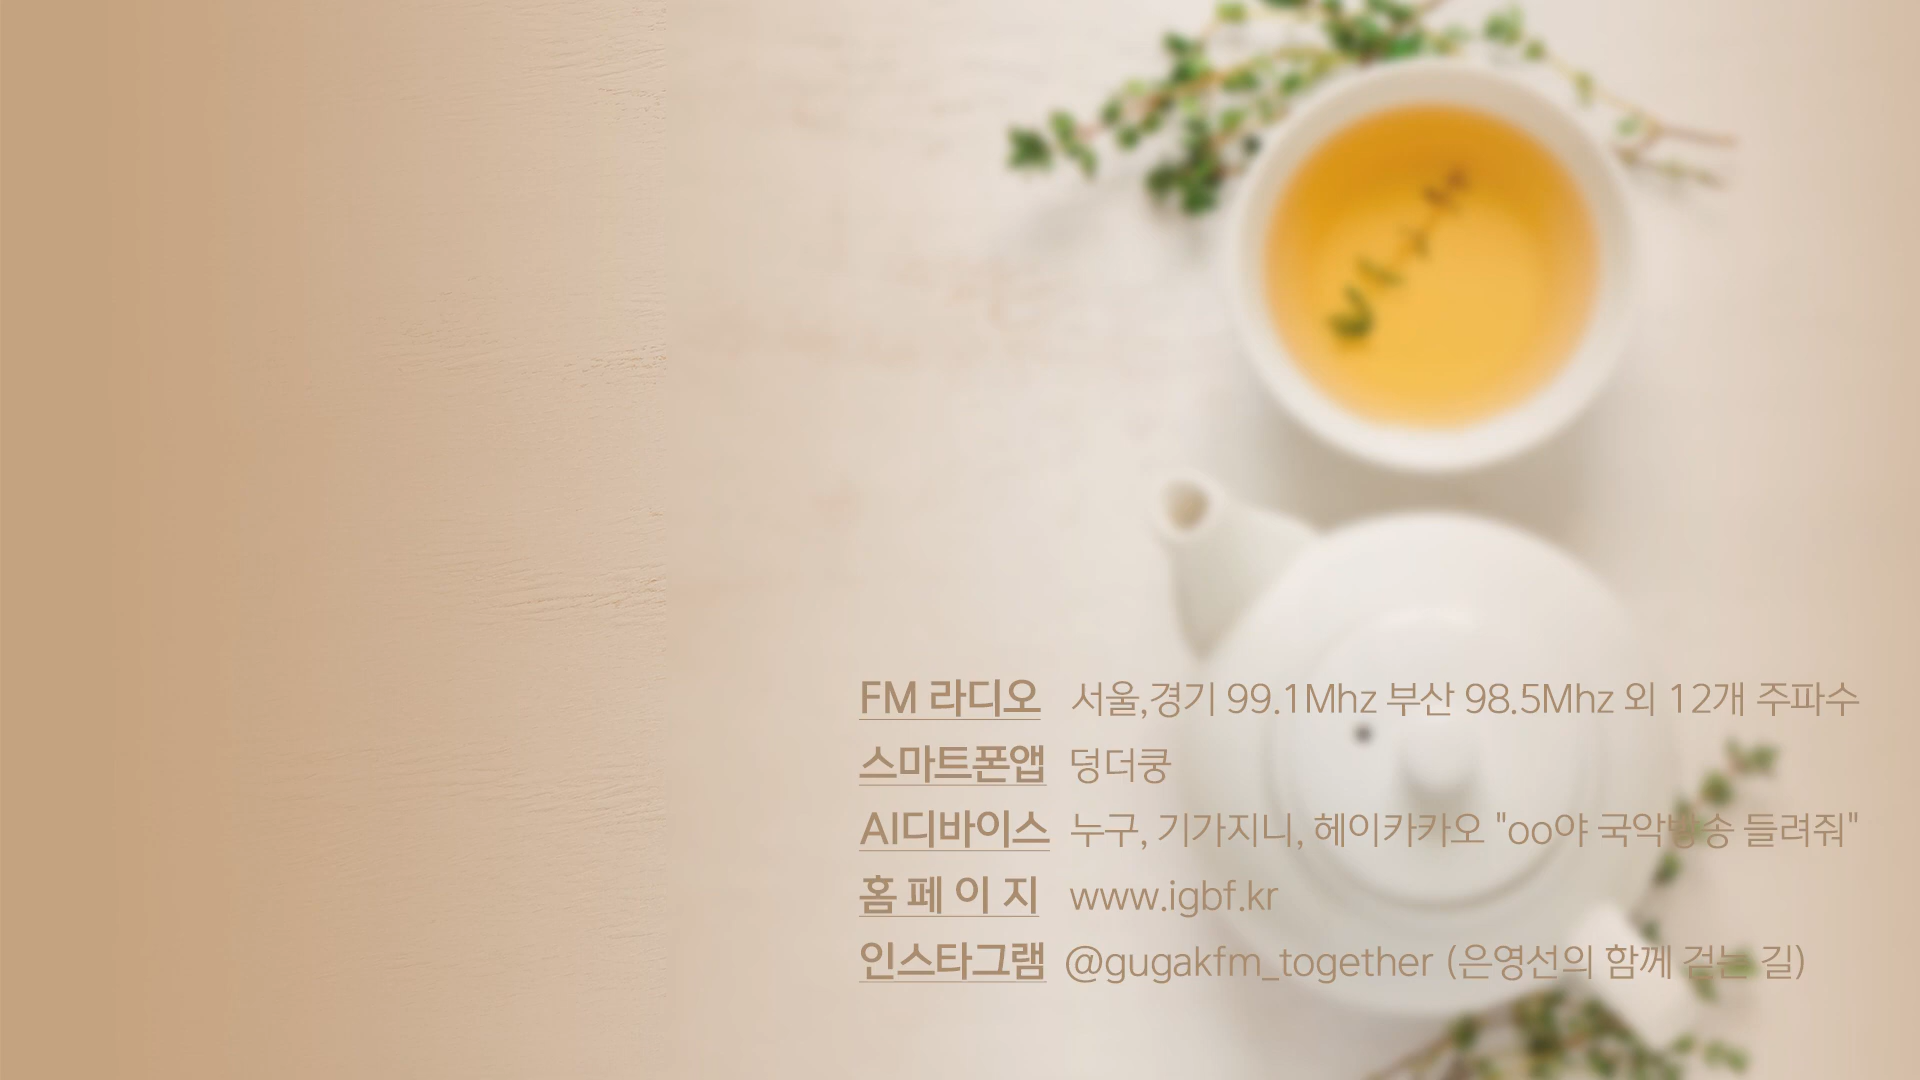 FM 라디오 서울,경기 99.1Mhz 부산 98.5Mhz 외 12개 주파수
스마트폰앱 덩더쿵
AI디바이스 누구, 기가지니, 헤이카카오 "oo야 국악방송 들려줘"
홈 페 이 지 www.igbf.kr
인스타그램 @gugakfm_together (은영선의 함께 걷는 길)